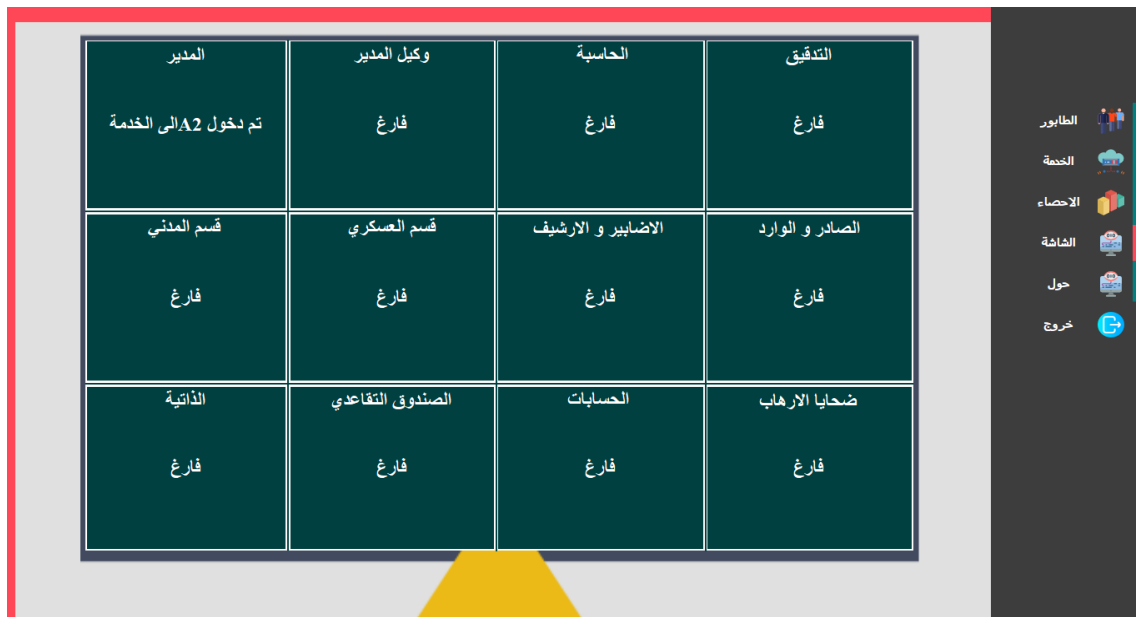 التدقيق
فارغ
الحاسبة
فارغ
وكيل المدير
فارغ
المدير
تم دخول A2الى الخدمة
الصادر و الوارد
فارغ
الاضابير و الارشيف
فارغ
قسم العسكري
فارغ
قسم المدني
فارغ
ضحايا الارهاب
فارغ
الحسابات
فارغ
الصندوق التقاعدي
فارغ
الذاتية
فارغ
الطابور
الخدمة
الاحصاء
الشاشة
حول
خروج